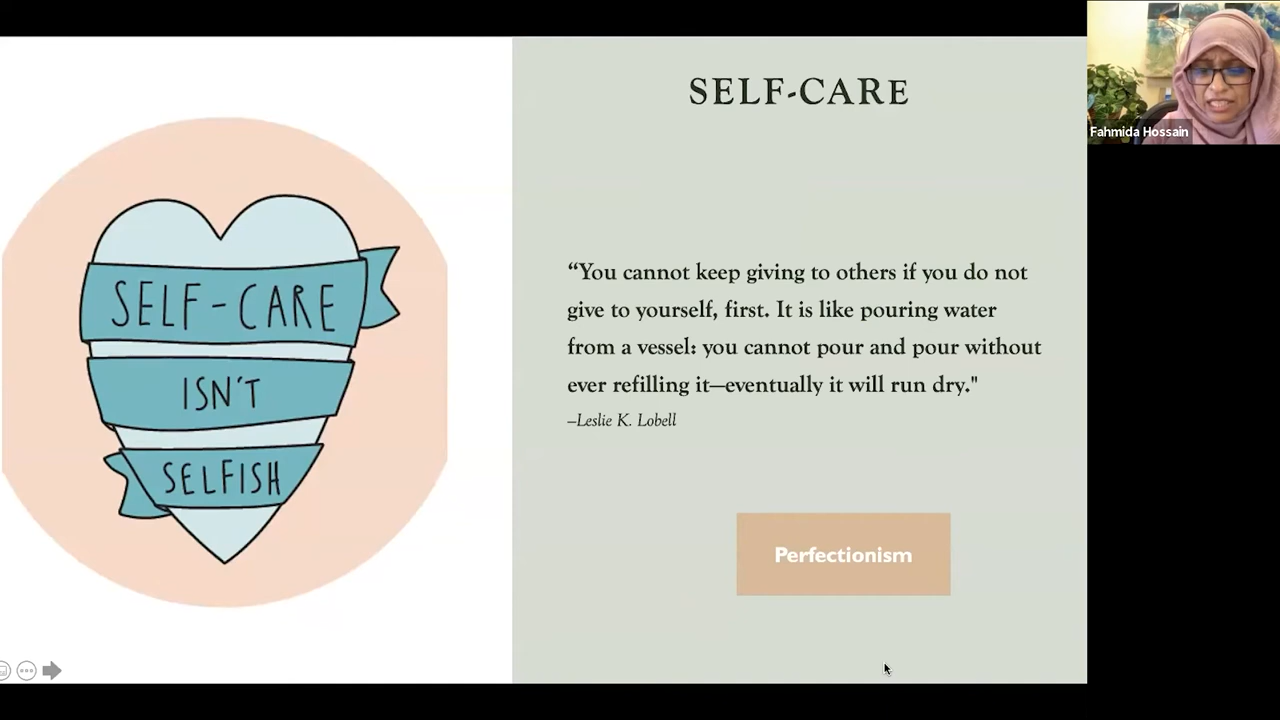 SELF-CARE
ISN'T
SELFISH
SELF-CARE
“You cannot keep giving to others if you do not
give to yourself, first. It is like pouring water
from a vessel: you cannot pour and pour without
ever refilling it—eventually it will run dry."
–Leslie K. Lobell
Perfectionism
Fahmida Hossain